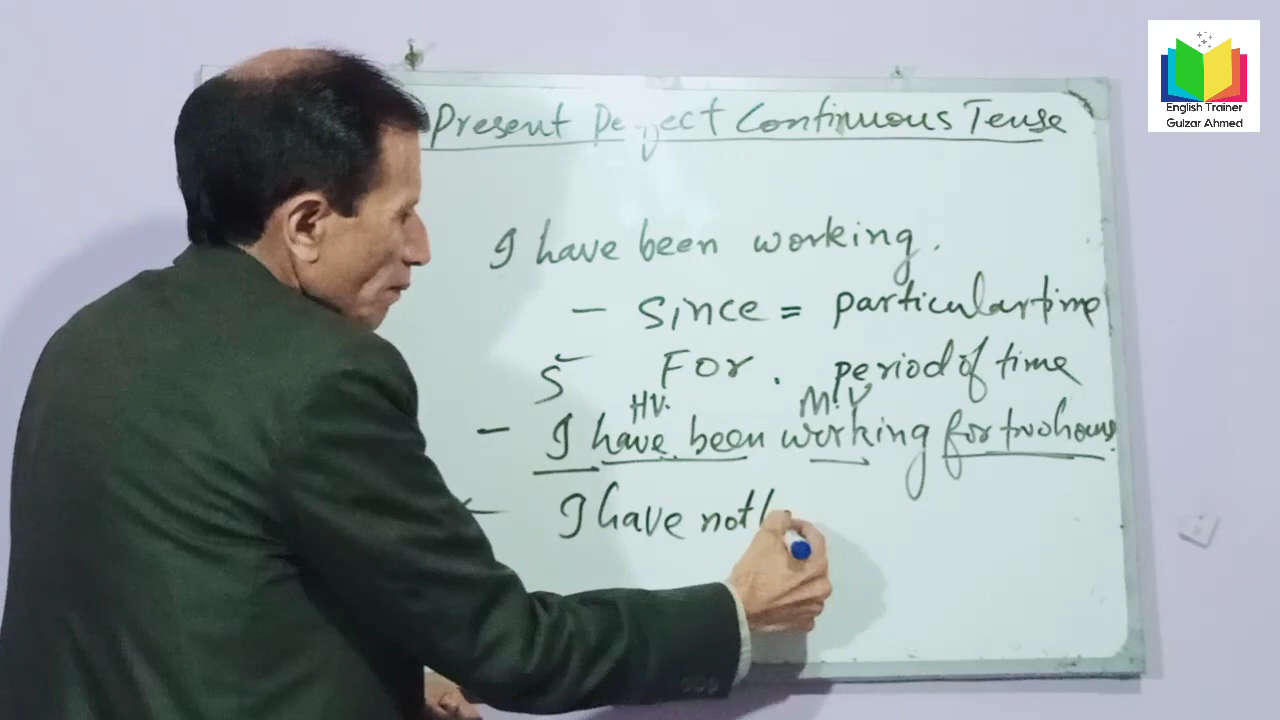 Present Perfect Continuous Tense
I have been working.
- Since = particular time
For . period of time
S HV. M.V
- I have been working for two hours.
I have not
English Trainer
Gulzar Ahmed